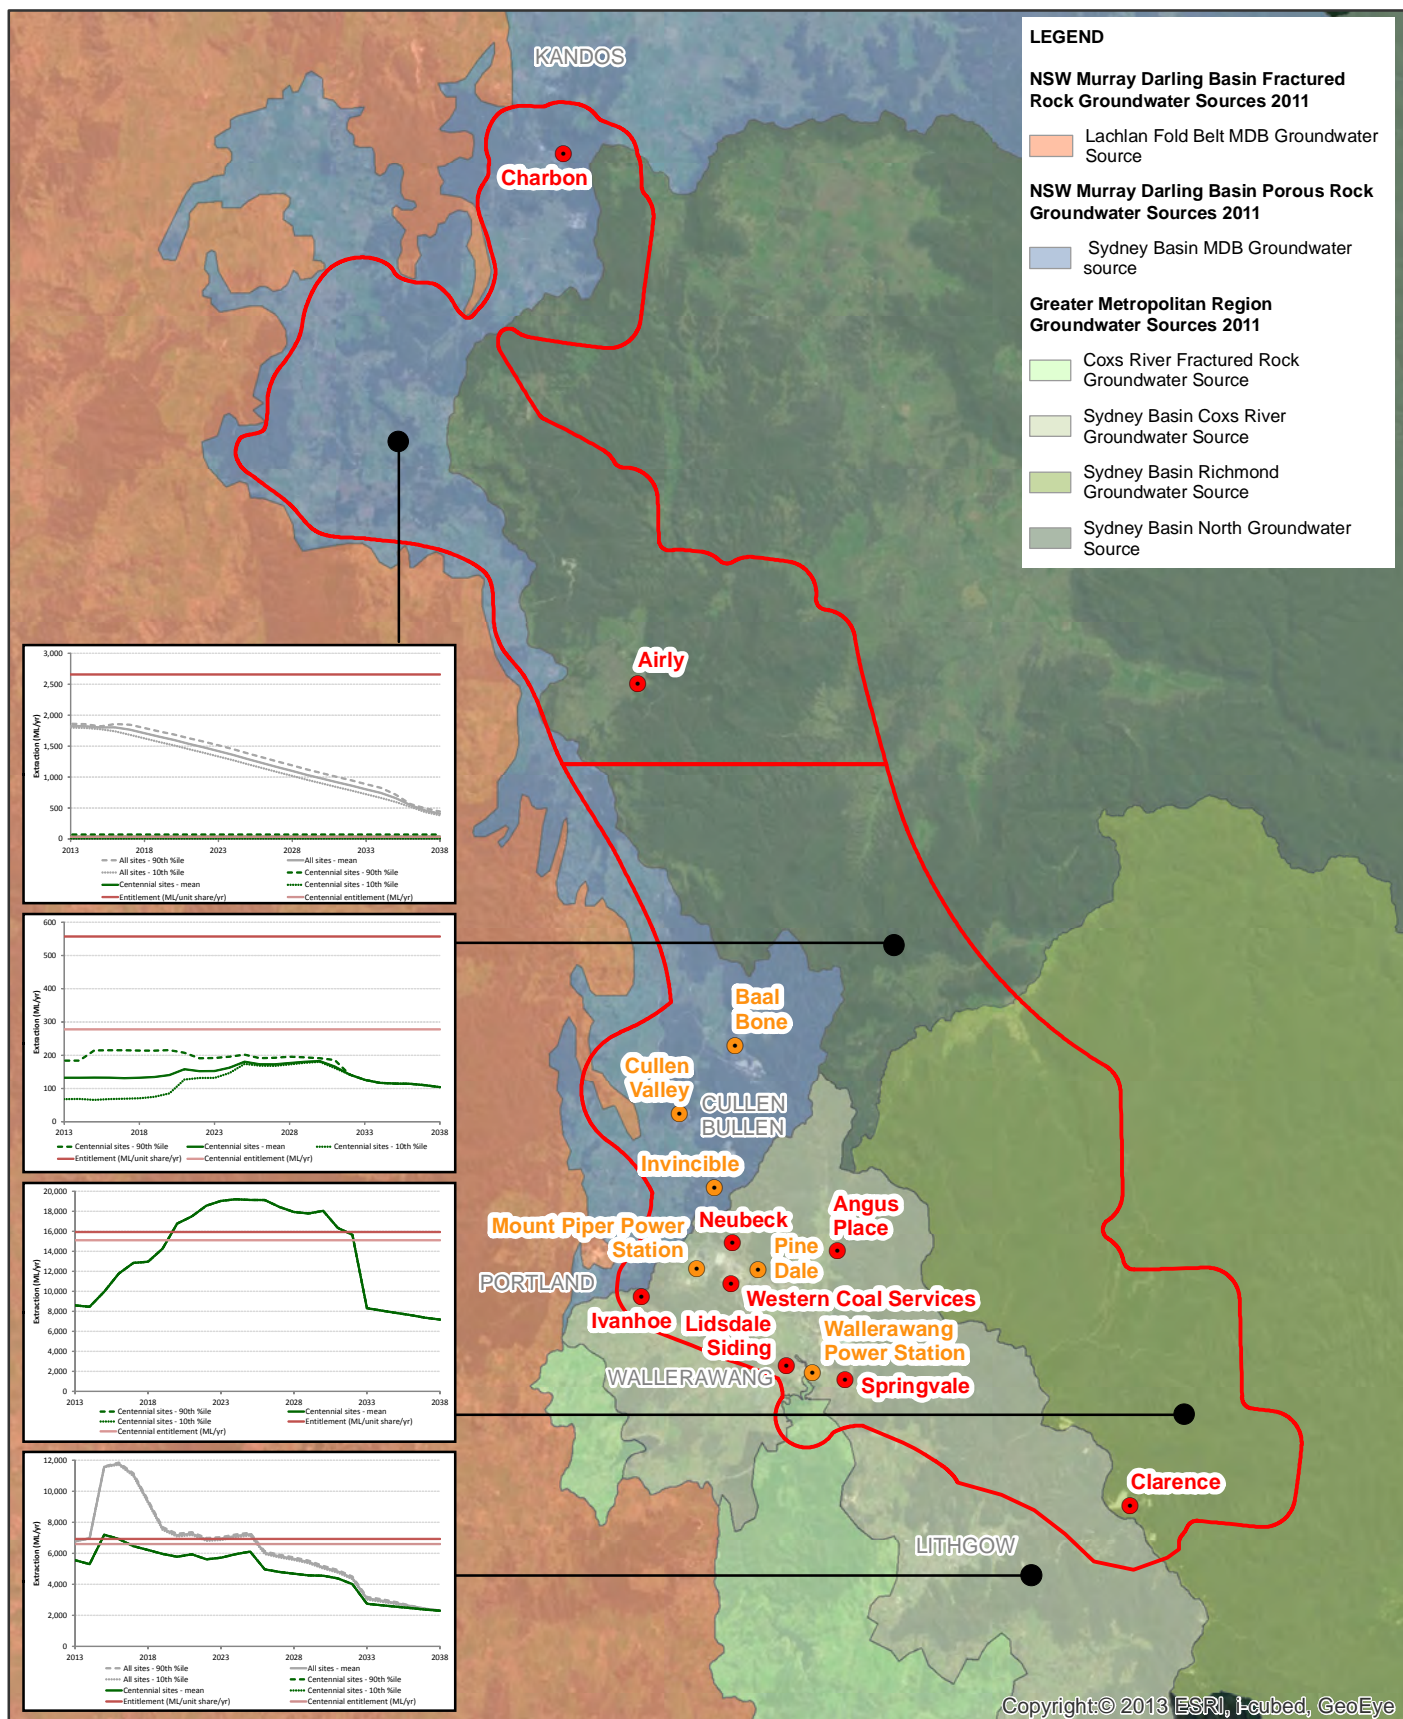 KANDOS
LEGEND
NSW Murray Darling Basin Fractured
Rock Groundwater Sources 2011
Lachlan Fold Belt MDB Groundwater
Source
NSW Murray Darling Basin Porous Rock
Groundwater Sources 2011
Sydney Basin MDB Groundwater
source
Greater Metropolitan Region
Groundwater Sources 2011
Coxs River Fractured Rock
Groundwater Source
Sydney Basin Coxs River
Groundwater Source
Sydney Basin Richmond
Groundwater Source
Sydney Basin North Groundwater
Source
Charbon
Airly
Baal
Bone
Cullen
Valley
CULLEN
BULLEN
Invincible
Mount Piper Power
Station
Neubeck
Angus
Place
Pine
Dale
PORTLAND
Western Coal Services
Ivanhoe
Lidsdale
Siding
Wallerawang
Power Station
WALLERAWANG
Springvale
Clarence
LITHGOW
Extraction (ML/yr)
3,000
2,500
2,000
1,500
1,000
500
0
2013 2018 2023 2028 2033 2038
All sites - 90th %ile All sites - mean
All sites - 10th %ile Centennial sites - 90th %ile
Centennial sites - mean Centennial sites - 10th %ile
Entitlement (ML/unit share/yr) Centennial entitlement (ML/yr)
Extraction (ML/yr)
600
500
400
300
200
100
0
2013 2018 2023 2028 2033 2038
Centennial sites - 90th %ile Centennial sites - mean Centennial sites - 10th %ile
Entitlement (ML/unit share/yr) Centennial entitlement (ML/yr)
Extraction (ML/yr)
20,000
18,000
16,000
14,000
12,000
10,000
8,000
6,000
4,000
2,000
0
2013 2018 2023 2028 2033 2038
Centennial sites - 90th %ile Centennial sites - mean
Centennial sites - 10th %ile Entitlement (ML/unit share/yr)
Centennial entitlement (ML/yr)
Extraction (ML/yr)
12,000
10,000
8,000
6,000
4,000
2,000
0
2013 2018 2023 2028 2033 2038
All sites - 90th %ile All sites - mean
All sites - 10th %ile Centennial sites - 90th %ile
Centennial sites - mean Centennial sites - 10th %ile
Entitlement (ML/unit share/yr) Centennial entitlement (ML/yr)
Copyright:© 2013 ESRI, i-cubed, GeoEye